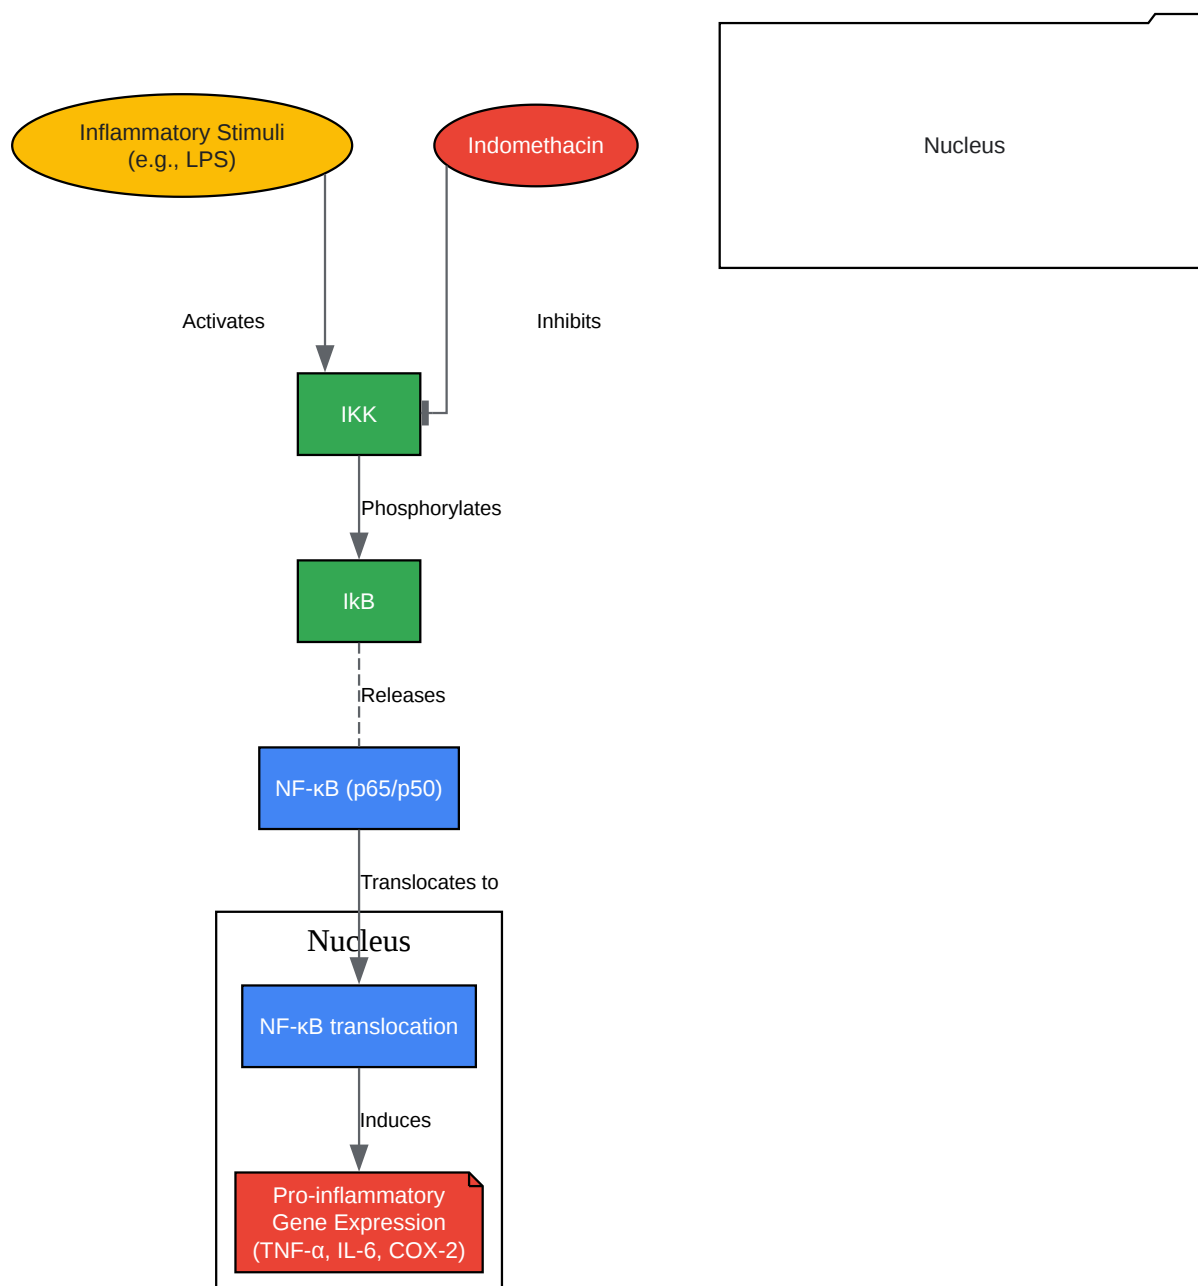 Inflammatory Stimuli
(e.g., LPS)
Indomethacin
Nucleus
Activates
Inhibits
IKK
Phosphorylates
IkB
Releases
NF-κB (p65/p50)
Translocates to
Nucleus
NF-κB translocation
Induces
Pro-inflammatory
Gene Expression
(TNF-α, IL-6, COX-2)